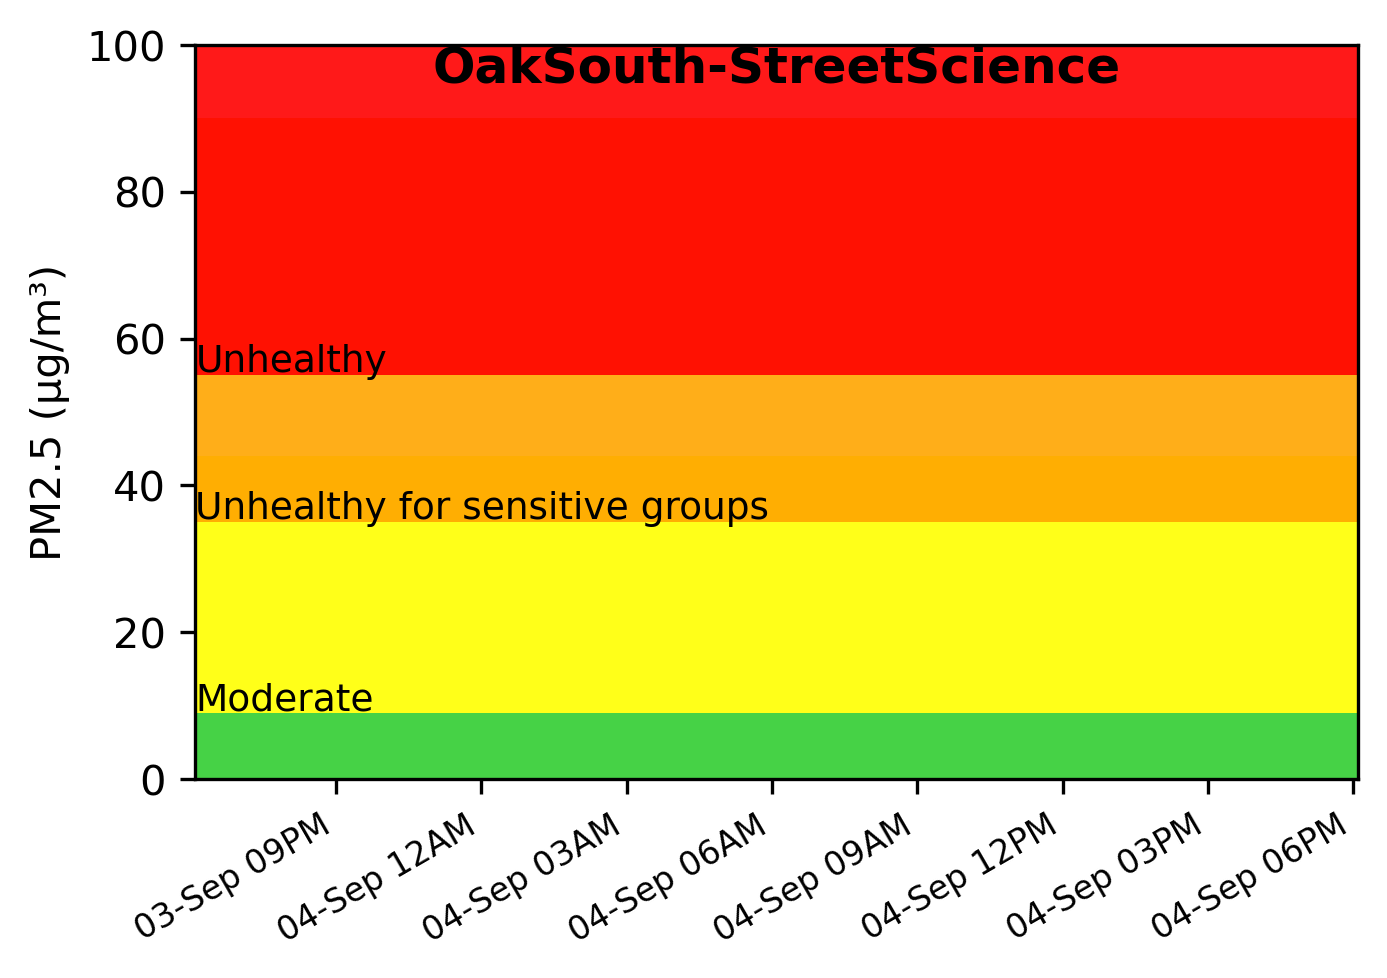 OakSouth-StreetScience
PM2.5 (µg/m³)
100
80
60
40
20
0
Unhealthy
Unhealthy for sensitive groups
Moderate
03-Sep 09PM
04-Sep 12AM
04-Sep 03AM
04-Sep 06AM
04-Sep 09AM
04-Sep 12PM
04-Sep 03PM
04-Sep 06PM